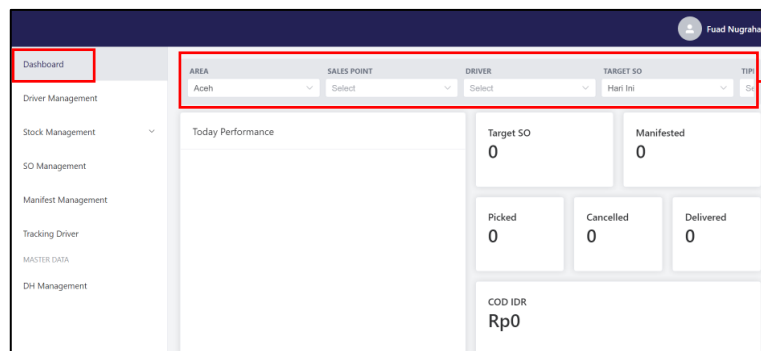 Fuad Nugraha
Dashboard
Driver Management
Stock Management
SO Management
Manifest Management
Tracking Driver
MASTER DATA
DH Management
AREA SALES POINT DRIVER TARGET SO
Aceh Select Select Hari Ini
Today Performance
Target SO Manifested
0 0
Picked Cancelled Delivered
0 0 0
COD IDR
Rp0